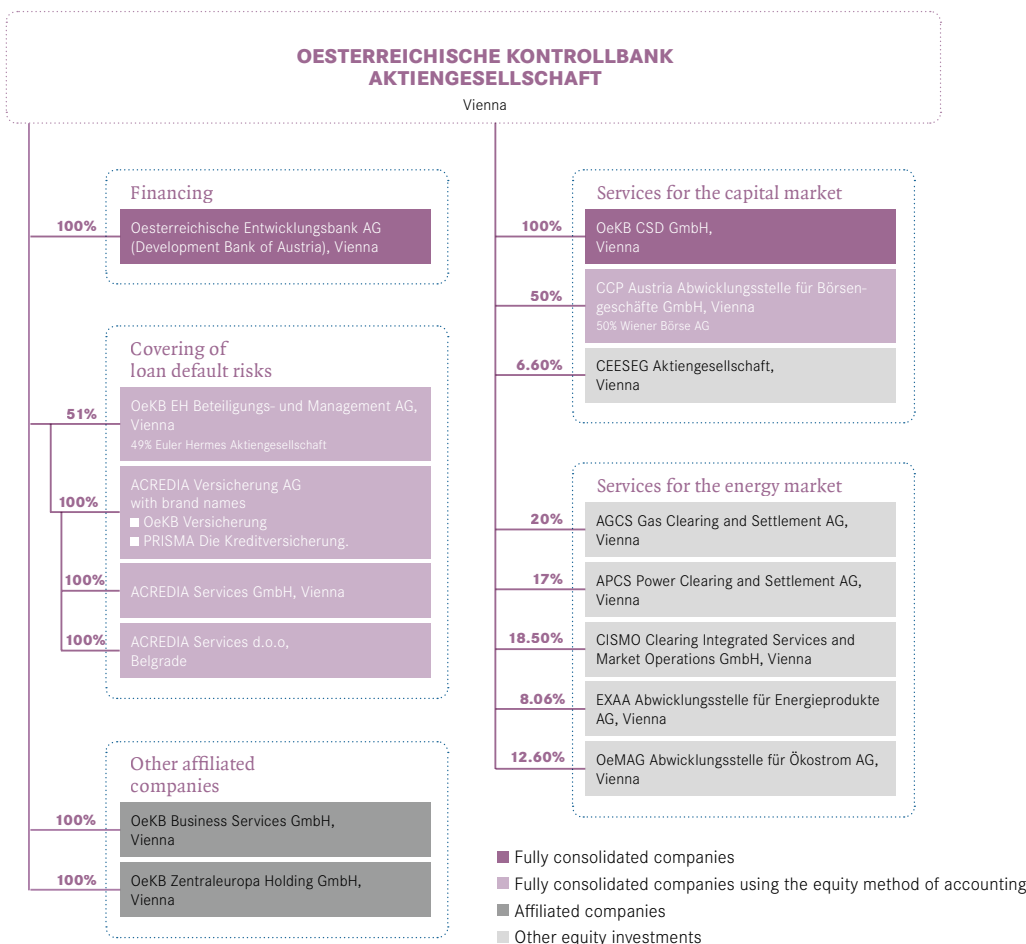 OESTERREICHISCHE KONTROLLBANK
AKTIENGESELLSCHAFT
Vienna
Financing
100%
Oesterreichische Entwicklungsbank AG
(Development Bank of Austria), Vienna
Covering of
loan default risks
51%
OeKB EH Beteiligungs- und Management AG,
Vienna
49% Euler Hermes Aktiengesellschaft
100%
ACREDIA Versicherung AG
with brand names
■ OeKB Versicherung
■ PRISMA Die Kreditversicherung.
100%
ACREDIA Services GmbH, Vienna
100%
ACREDIA Services d.o.o,
Belgrade
Other affiliated
companies
100%
OeKB Business Services GmbH,
Vienna
100%
OeKB Zentraleuropa Holding GmbH,
Vienna
Services for the capital market
100%
OeKB CSD GmbH,
Vienna
50%
CCP Austria Abwicklungsstelle für Börsen-
geschäfte GmbH, Vienna
50% Wiener Börse AG
6.60%
CEESEG Aktiengesellschaft,
Vienna
Services for the energy market
20%
AGCS Gas Clearing and Settlement AG,
Vienna
17%
APCS Power Clearing and Settlement AG,
Vienna
18.50%
CISMO Clearing Integrated Services and
Market Operations GmbH, Vienna
8.06%
EXAA Abwicklungsstelle für Energieprodukte
AG, Vienna
12.60%
OeMAG Abwicklungsstelle für Ökostrom AG,
Vienna
■ Fully consolidated companies
■ Fully consolidated companies using the equity method of accounting
■ Affiliated companies
■ Other equity investments